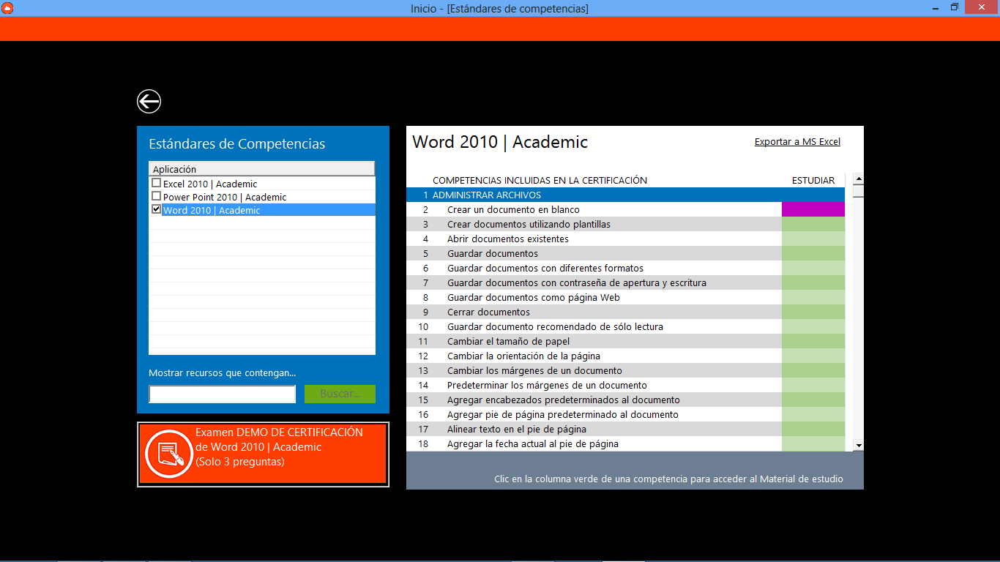 Inicio - [Estándares de competencias]
Estándares de Competencias
Aplicación
Excel 2010 | Academic
Power Point 2010 | Academic
Word 2010 | Academic
Mostrar recursos que contengan...
Buscar...
Examen DEMO DE CERTIFICACIÓN
de Word 2010 | Academic
(Solo 3 preguntas)
Word 2010 | Academic
Exportar a MS Excel
COMPETENCIAS INCLUIDAS EN LA CERTIFICACIÓN ESTUDIAR
1 ADMINISTRAR ARCHIVOS
2 Crear un documento en blanco
3 Crear documentos utilizando plantillas
4 Abrir documentos existentes
5 Guardar documentos
6 Guardar documentos con diferentes formatos
7 Guardar documentos con contraseña de apertura y escritura
8 Guardar documentos como página Web
9 Cerrar documentos
10 Guardar documento recomendado de sólo lectura
11 Cambiar el tamaño de papel
12 Cambiar la orientación de la página
13 Cambiar los márgenes de un documento
14 Predeterminar los márgenes de un documento
15 Agregar encabezados predeterminados al documento
16 Agregar pie de página predeterminado al documento
17 Alinear texto en el pie de página
18 Agregar la fecha actual al pie de página
Clic en la columna verde de una competencia para acceder al Material de estudio